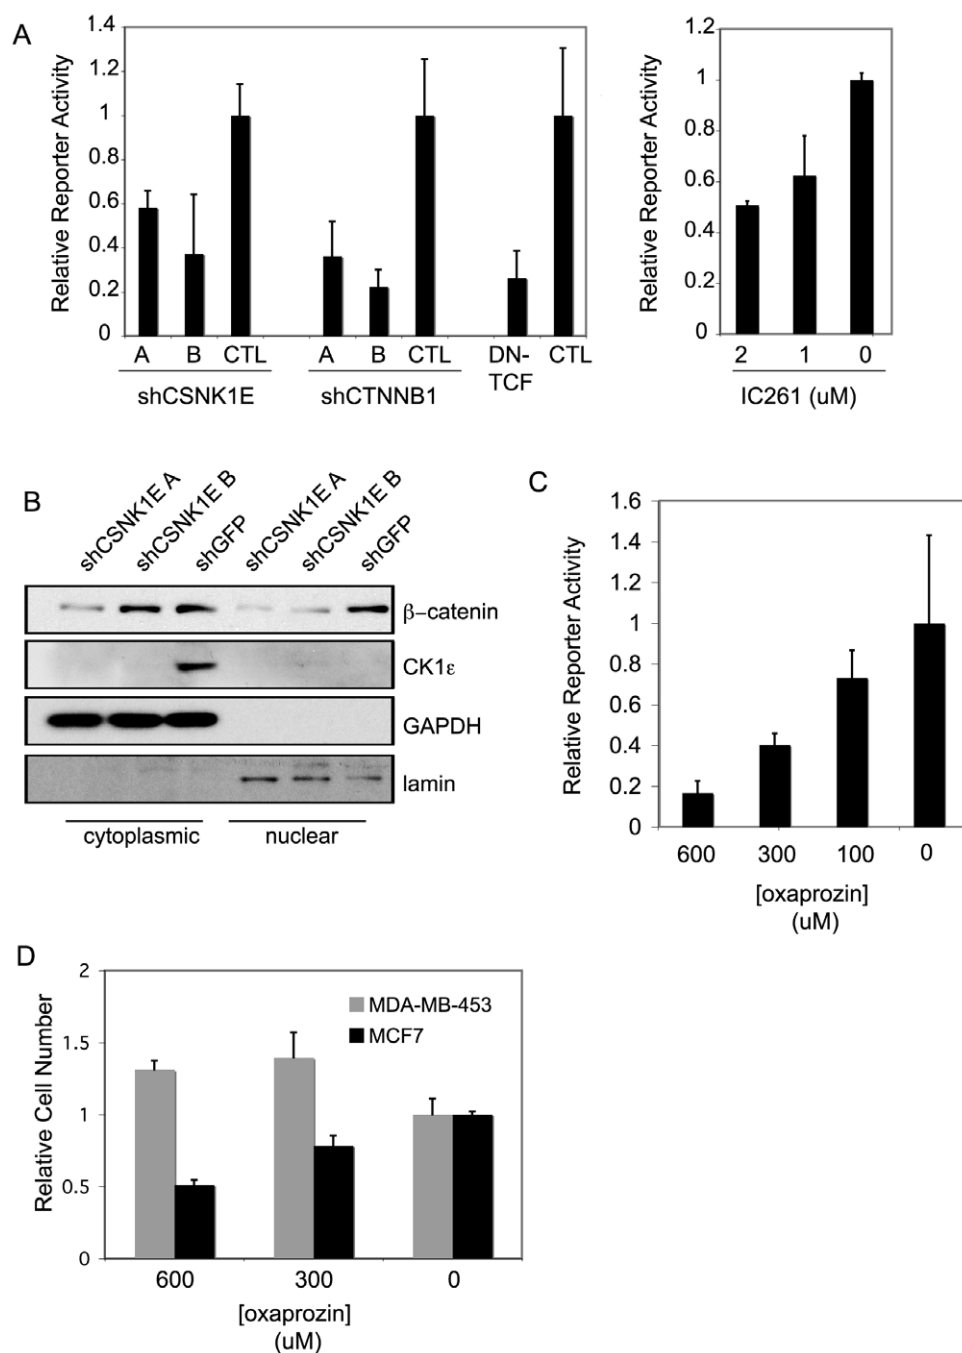 A
Relative Reporter Activity
1.4
1.2
1
0.8
0.6
0.4
0.2
0
A B CTL A B CTL DN- CTL
TCF
shCSNK1E shCTNNB1
Relative Reporter Activity
1.2
1
0.8
0.6
0.4
0.2
0
2 1 0
IC261 (uM)
B
shCSNK1E A
shCSNK1E B
shGFP
shCSNK1E A
shCSNK1E B
shGFP
β–catenin
CK1ε
GAPDH
lamin
cytoplasmic nuclear
C
Relative Reporter Activity
1.6
1.4
1.2
1
0.8
0.6
0.4
0.2
0
600 300 100 0
[oxaprozin]
(uM)
D
Relative Cell Number
2
1.5
1
0.5
0
MDA-MB-453
MCF7
600 300 0
[oxaprozin]
(uM)